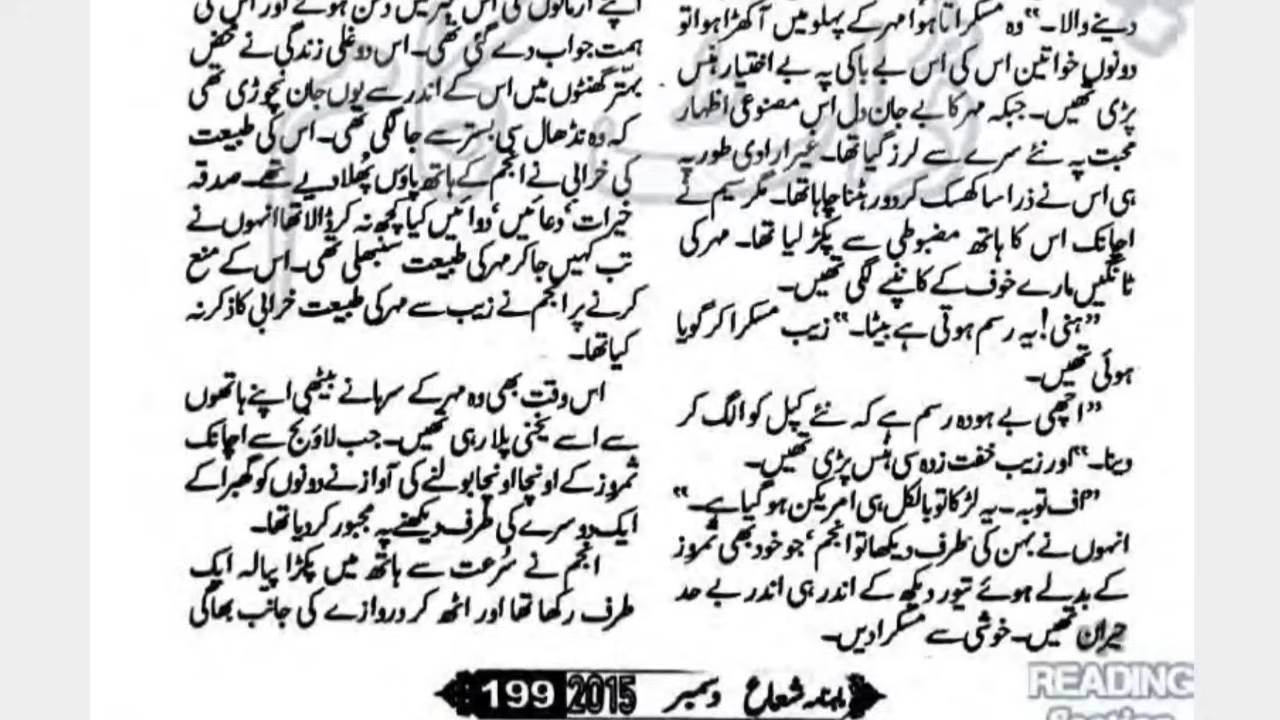 دینے والا۔“ وہ مسکراتا ہوا مہر کے پہلو میں آ کھڑا ہوا تو
دونوں خواتین اس کی اس بے باکی پہ بے اختیار ہنس
پڑی تھیں۔ جبکہ مہر کا بے جان دل اس مصنوعی اظہار
محبت پہ نئے سرے سے لرز گیا تھا۔ غیر ارادی طور پہ
ہی اس نے ذرا سا کھسک کر دور ہٹنا چاہا تھا۔ مگر سیم نے
اچانک اس کا ہاتھ مضبوطی سے پکڑ لیا تھا۔ مہر کی
ٹانگیں مارے خوف کے کانپنے لگی تھیں۔
”ہنی! یہ رسم ہوتی ہے بیٹا۔“ زیب مسکرا کر گویا
ہوئی تھیں۔
”اچھی بے ہودہ رسم ہے کہ نئے کپل کو الگ کر
دینا۔“ اور زیب خفت زدہ سی ہنس پڑی تھیں۔
”اف توبہ۔ یہ لڑکا تو بالکل ہی امریکن ہو گیا ہے۔“
انہوں نے بہن کی طرف دیکھا تو انجم‘ جو خود بھی ثمروز
کے بدلے ہوئے تیور دیکھ کے اندر ہی اندر بے حد
حیران تھیں۔ خوشی سے مسکرا دیں۔
اپنے ارمانوں کی اس قبر میں دفن ہونے اور اس کی
ہمت جواب دے گئی تھی۔ اس دوغلی زندگی نے محض
بہتّر گھنٹوں میں اس کے اندر سے یوں جان نچوڑی تھی
کہ وہ نڈھال سی بستر سے جا لگی تھی۔ اس کی طبیعت
کی خرابی نے انجم کے ہاتھ پاؤں پُھلا دیے تھے۔ صدقہ
خیرات‘ دعائیں‘ دوائیں کیا کچھ نہ کر ڈالا تھا انہوں نے
تب کہیں جا کر مہر کی طبیعت سنبھلی تھی۔ اس کے منع
کرنے پر انجم نے زیب سے مہر کی طبیعت خرابی کا ذکر نہ
کیا تھا۔
اس وقت بھی وہ مہر کے سرہانے بیٹھی اپنے ہاتھوں
سے اسے یخنی پلا رہی تھیں۔ جب لاؤنج سے اچانک
ثمروز کے اونچا اونچا بولنے کی آواز نے دونوں کو گھبرا کے
ایک دوسرے کی طرف دیکھنے پہ مجبور کر دیا تھا۔
انجم نے سُرعت سے ہاتھ میں پکڑا پیالہ ایک
طرف رکھا تھا اور اٹھ کر دروازے کی جانب بھاگی
ماہنامہ شعاع دسمبر 2015 199
READING
Section